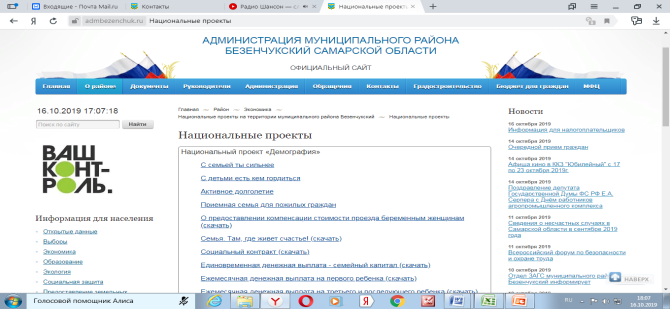 Входящие - Почта Mail.ru
Контакты
Радио Шансон —
Национальные проекты
admbezenchuk.ru
Национальные проекты
АДМИНИСТРАЦИЯ МУНИЦИПАЛЬНОГО РАЙОНА
БЕЗЕНЧУКСКИЙ САМАРСКОЙ ОБЛАСТИ
ОФИЦИАЛЬНЫЙ САЙТ
Главная О районе Документы Руководители Администрация Обращения Контакты Градостроительство Бюджет для граждан МФЦ
16.10.2019 17:07:18
Поиск по сайту Найти
ВАШ
КОНТ-
РОЛЬ.
Информация для населения
Открытые данные
Выборы
Экономика
Образование
Экология
Социальная защита
Предоставление земельных
Главная — Район — Экономика —
Национальные проекты на территории муниципального района Безенчукский — Национальные проекты
Национальные проекты
Национальный проект «Демография»
С семьей ты сильнее
С детьми есть кем гордиться
Активное долголетие
Приемная семья для пожилых граждан
О предоставлении компенсации стоимости проезда беременным женщинам
(скачать)
Семья. Там, где живет счастье! (скачать)
Социальный контракт (скачать)
Единовременная денежная выплата - семейный капитал (скачать)
Ежемесячная денежная выплата на первого ребенка (скачать)
Ежемесячная денежная выплата на третьего и последующего ребенка (скачать)
Новости
16 октября 2019
Информация для налогоплательщиков
14 октября 2019
Очередной прием граждан
14 октября 2019
Афиша кино в ККЗ "Юбилейный" с 17
по 23 октября 2019г.
14 октября 2019
Поздравление депутата
Государственной Думы ФС РФ Е.А.
Серпера с Днём работников
агропромышленного комплекса
11 октября 2019
Сведения о несчастных случаях в
Самарской области в сентябре 2019
года
11 октября 2019
Всероссийский форум по безопасности
и охране труда
10 октября 2019
Отдел ЗАГС муниципального
Безенчукский информирует
10 октября 2019
НАВЕРХ
Голосовой помощник Алиса
RU
18:07
16.10.2019